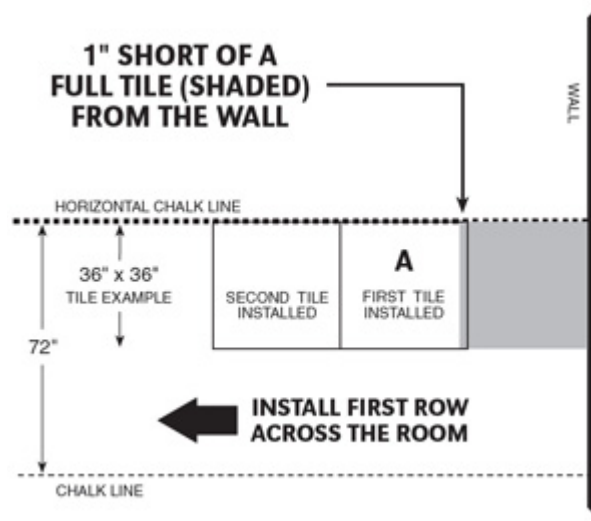 1" SHORT OF A
FULL TILE (SHADED)
FROM THE WALL
WALL
HORIZONTAL CHALK LINE
36" x 36"
TILE EXAMPLE
SECOND TILE
INSTALLED
A
FIRST TILE
INSTALLED
72"
INSTALL FIRST ROW
ACROSS THE ROOM
CHALK LINE